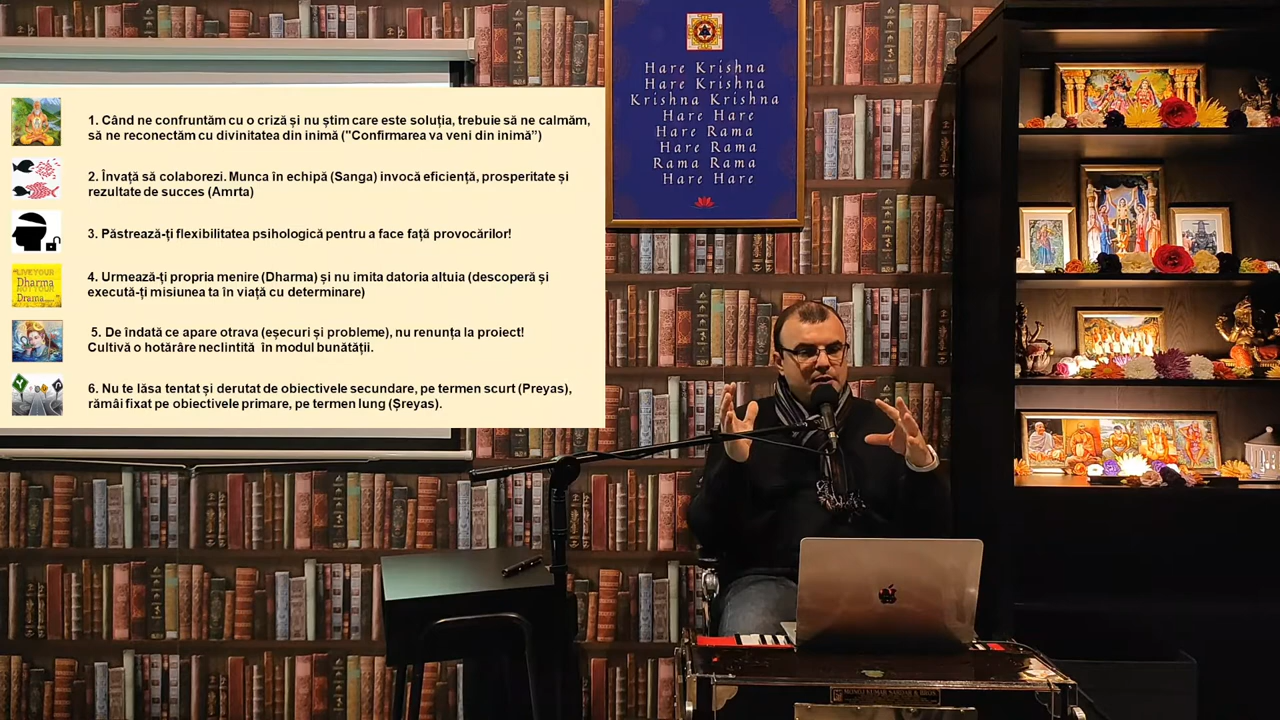 1. Când ne confruntăm cu o criză și nu știm care este soluția, trebuie să ne calmăm,
să ne reconectăm cu divinitatea din inimă ("Confirmarea va veni din inimă")
2. Învață să colaborezi. Munca în echipă (Sanga) invocă eficiență, prosperitate și
rezultate de succes (Amrta)
3. Păstrează-ți flexibilitatea psihologică pentru a face față provocărilor!
"LIVE YOUR
Dharma
NOT YOUR
Drama....."
4. Urmează-ți propria menire (Dharma) și nu imita datoria altuia (descoperă și
execută-ți misiunea ta în viață cu determinare)
5. De îndată ce apare otrava (eșecuri și probleme), nu renunța la proiect!
Cultivă o hotărâre neclintită în modul bunătății.
6. Nu te lăsa tentat și derutat de obiectivele secundare, pe termen scurt (Preyas),
rămâi fixat pe obiectivele primare, pe termen lung (Șreyas).
Hare Krishna
Hare Krishna
Krishna Krishna
Hare Hare
Hare Rama
Hare Rama
Rama Rama
Hare Hare